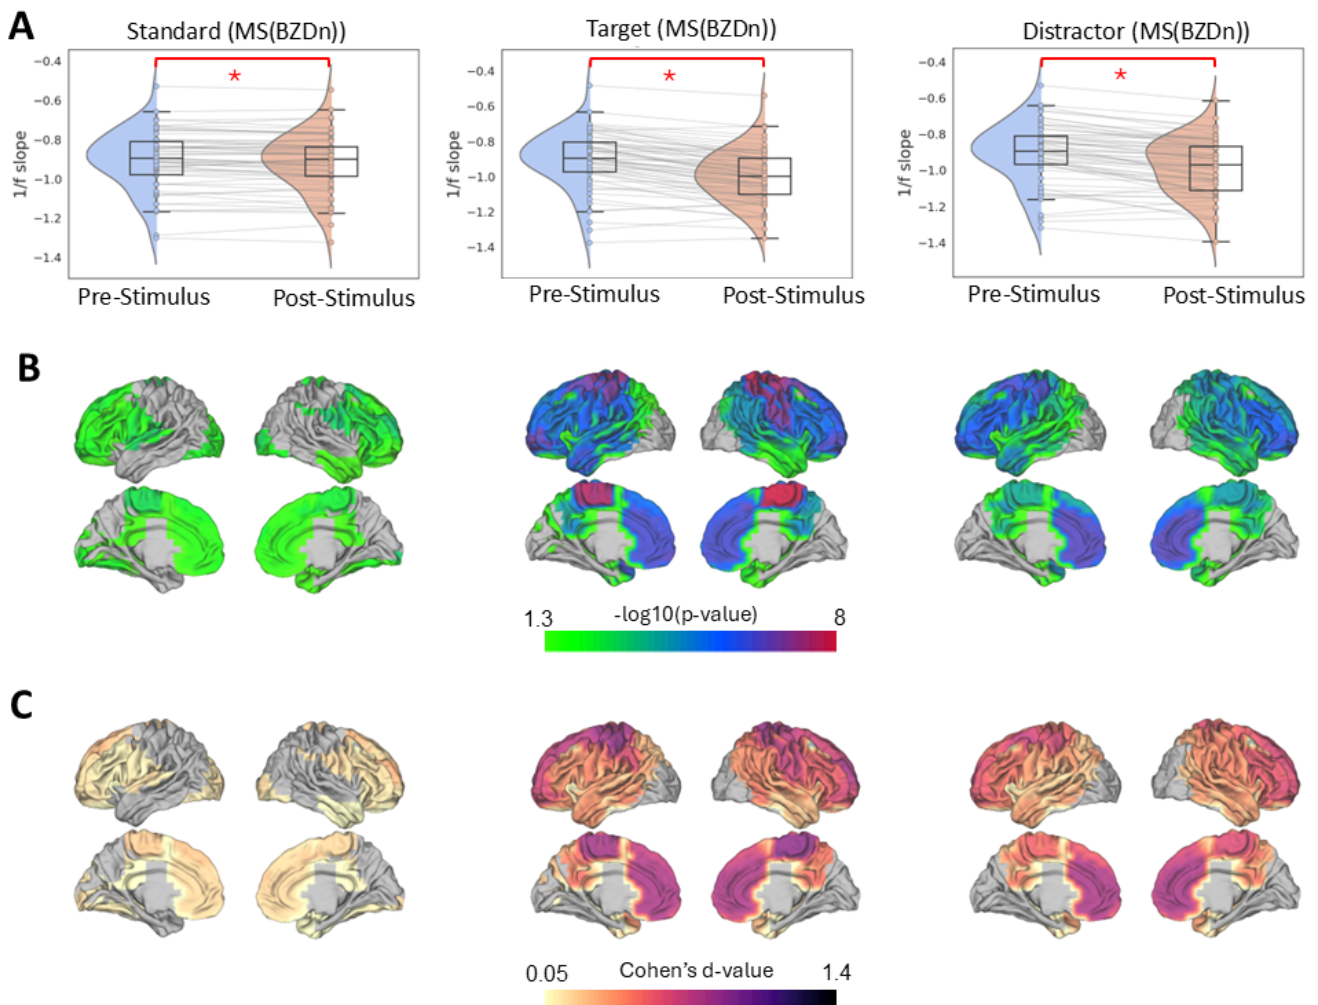 A
Standard (MS(BZDn))
Target (MS(BZDn))
Distractor (MS(BZDn))
1/f slope
−0.4
−0.6
−0.8
−1.0
−1.2
−1.4
*
Pre-Stimulus
Post-Stimulus
1/f slope
−0.4
−0.6
−0.8
−1.0
−1.2
−1.4
*
Pre-Stimulus
Post-Stimulus
1/f slope
−0.4
−0.6
−0.8
−1.0
−1.2
−1.4
*
Pre-Stimulus
Post-Stimulus
B
1.3 -log10(p-value) 8
C
0.05 Cohen's d-value 1.4